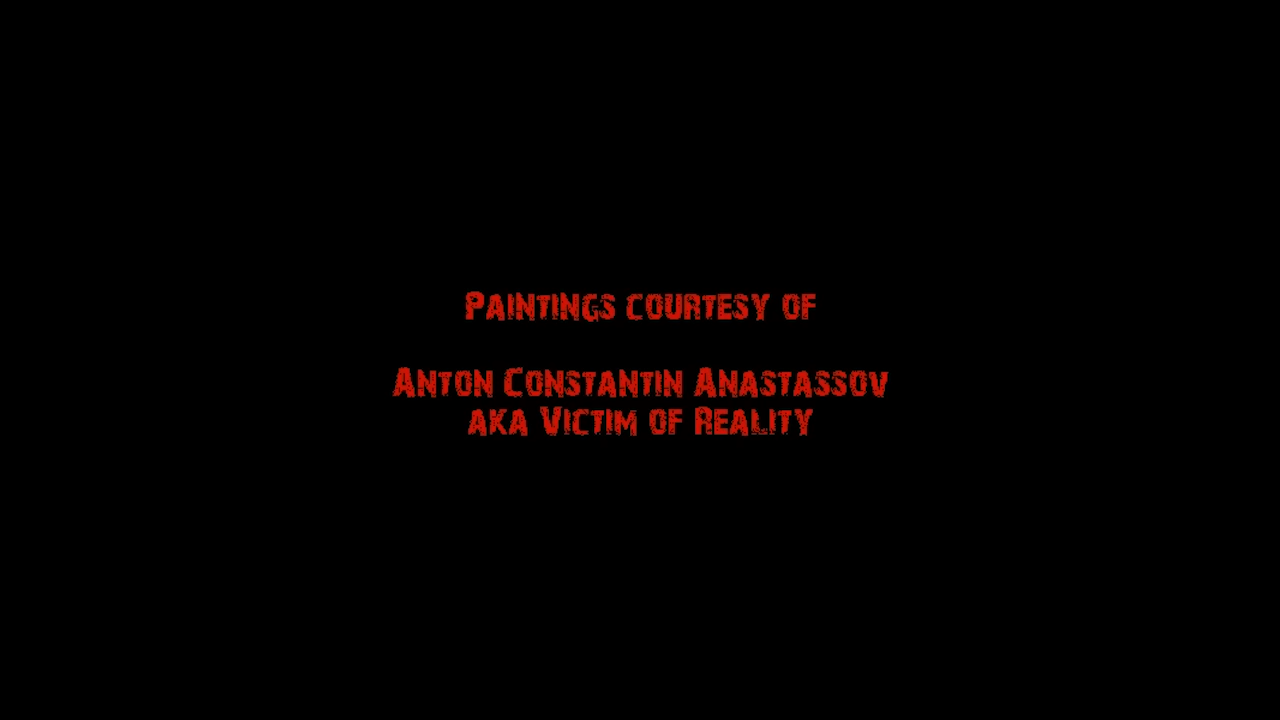 Paintings courtesy of
Anton Constantin Anastassov
aka Victim of Reality